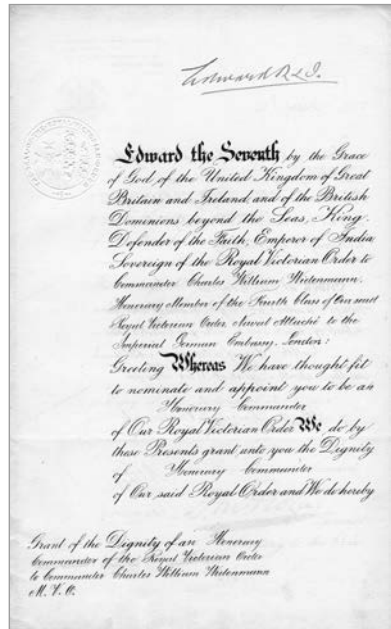 Edward R & I.
Edward the Seventh by the Grace
of God, of the United Kingdom of Great
Britain and Ireland, and of the British
Dominions beyond the Seas, King,
Defender of the Faith, Emperor of India
Sovereign of the Royal Victorian Order to
Commander Charles William Widenmann,
Honorary Member of the Fourth Class of Our said
Royal Victorian Order Naval Attaché to the
Imperial German Embassy, London:
Greeting Whereas We have thought fit
to nominate and appoint you to be an
Honorary Commander
of Our Royal Victorian Order We do by
these Presents grant unto you the Dignity
of Honorary Commander
of Our said Royal Order and We do hereby
Grant of the Dignity of an Honorary
Commander of the Royal Victorian Order
to Commander Charles William Widenmann
M. V. O.